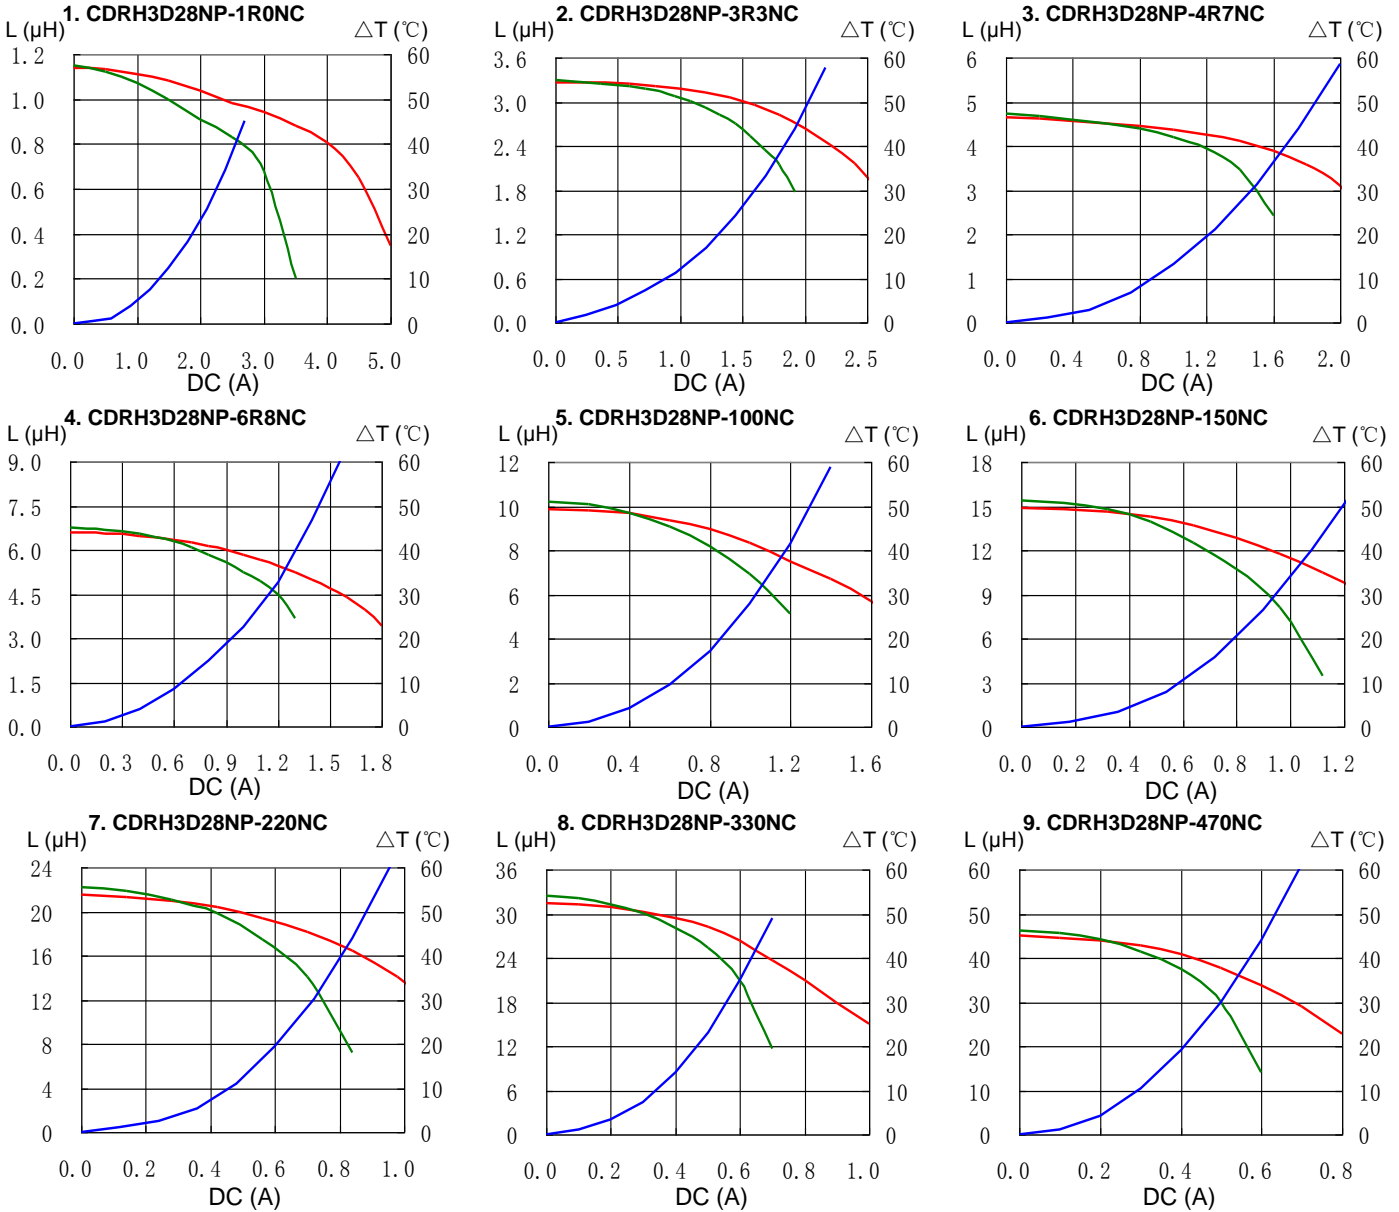 1. CDRH3D28NP-1R0NC
L (µH)
△T (℃)
1.2
1.0
0.8
0.6
0.4
0.2
0.0
60
50
40
30
20
10
0
0.0 1.0 2.0 3.0 4.0 5.0
DC (A)
2. CDRH3D28NP-3R3NC
L (µH)
△T (℃)
3.6
3.0
2.4
1.8
1.2
0.6
0.0
60
50
40
30
20
10
0
0.0 0.5 1.0 1.5 2.0 2.5
DC (A)
3. CDRH3D28NP-4R7NC
L (µH)
△T (℃)
6
5
4
3
2
1
0
60
50
40
30
20
10
0
0.0 0.4 0.8 1.2 1.6 2.0
DC (A)
4. CDRH3D28NP-6R8NC
L (µH)
△T (℃)
9.0
7.5
6.0
4.5
3.0
1.5
0.0
60
50
40
30
20
10
0
0.0 0.3 0.6 0.9 1.2 1.5 1.8
DC (A)
5. CDRH3D28NP-100NC
L (µH)
△T (℃)
12
10
8
6
4
2
0
60
50
40
30
20
10
0
0.0 0.4 0.8 1.2 1.6
DC (A)
6. CDRH3D28NP-150NC
L (µH)
△T (℃)
18
15
12
9
6
3
0
60
50
40
30
20
10
0
0.0 0.2 0.4 0.6 0.8 1.0 1.2
DC (A)
7. CDRH3D28NP-220NC
L (µH)
△T (℃)
24
20
16
12
8
4
0
60
50
40
30
20
10
0
0.0 0.2 0.4 0.6 0.8 1.0
DC (A)
8. CDRH3D28NP-330NC
L (µH)
△T (℃)
36
30
24
18
12
6
0
60
50
40
30
20
10
0
0.0 0.2 0.4 0.6 0.8 1.0
DC (A)
9. CDRH3D28NP-470NC
L (µH)
△T (℃)
60
50
40
30
20
10
0
60
50
40
30
20
10
0
0.0 0.2 0.4 0.6 0.8
DC (A)